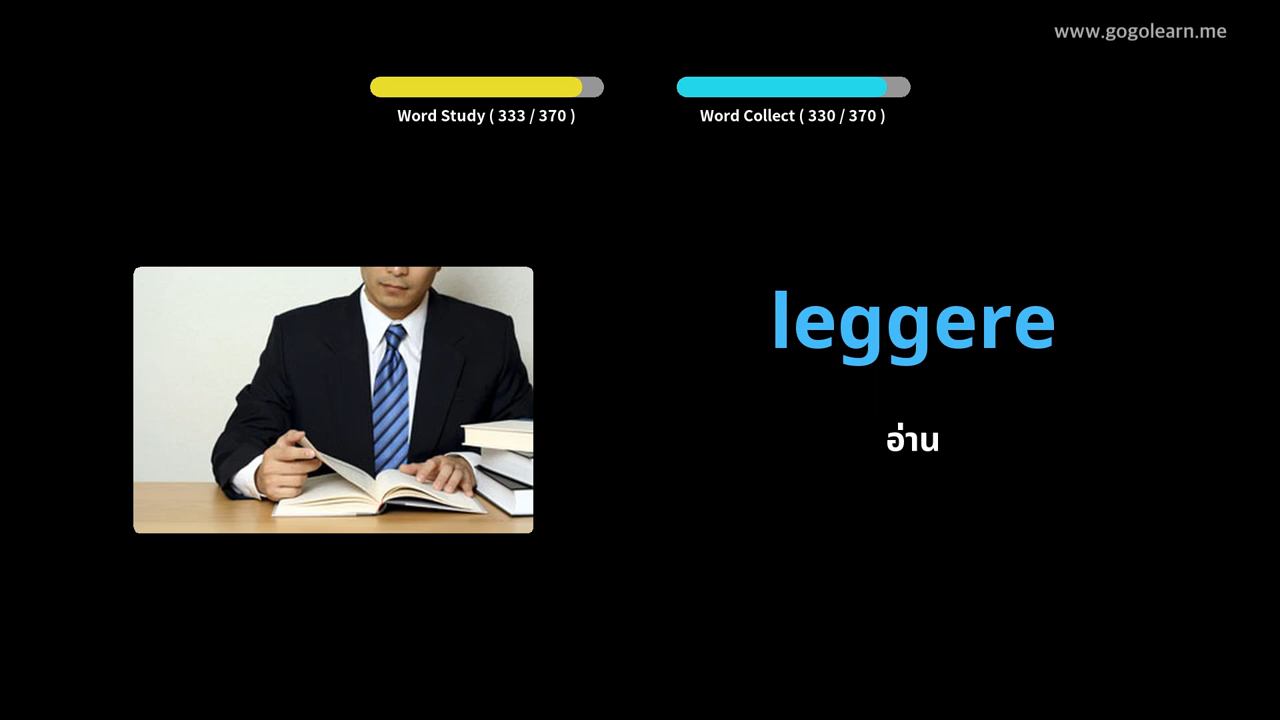 www.gogolearn.me
Word Study ( 333 / 370 )
Word Collect ( 330 / 370 )
leggere
อ่าน